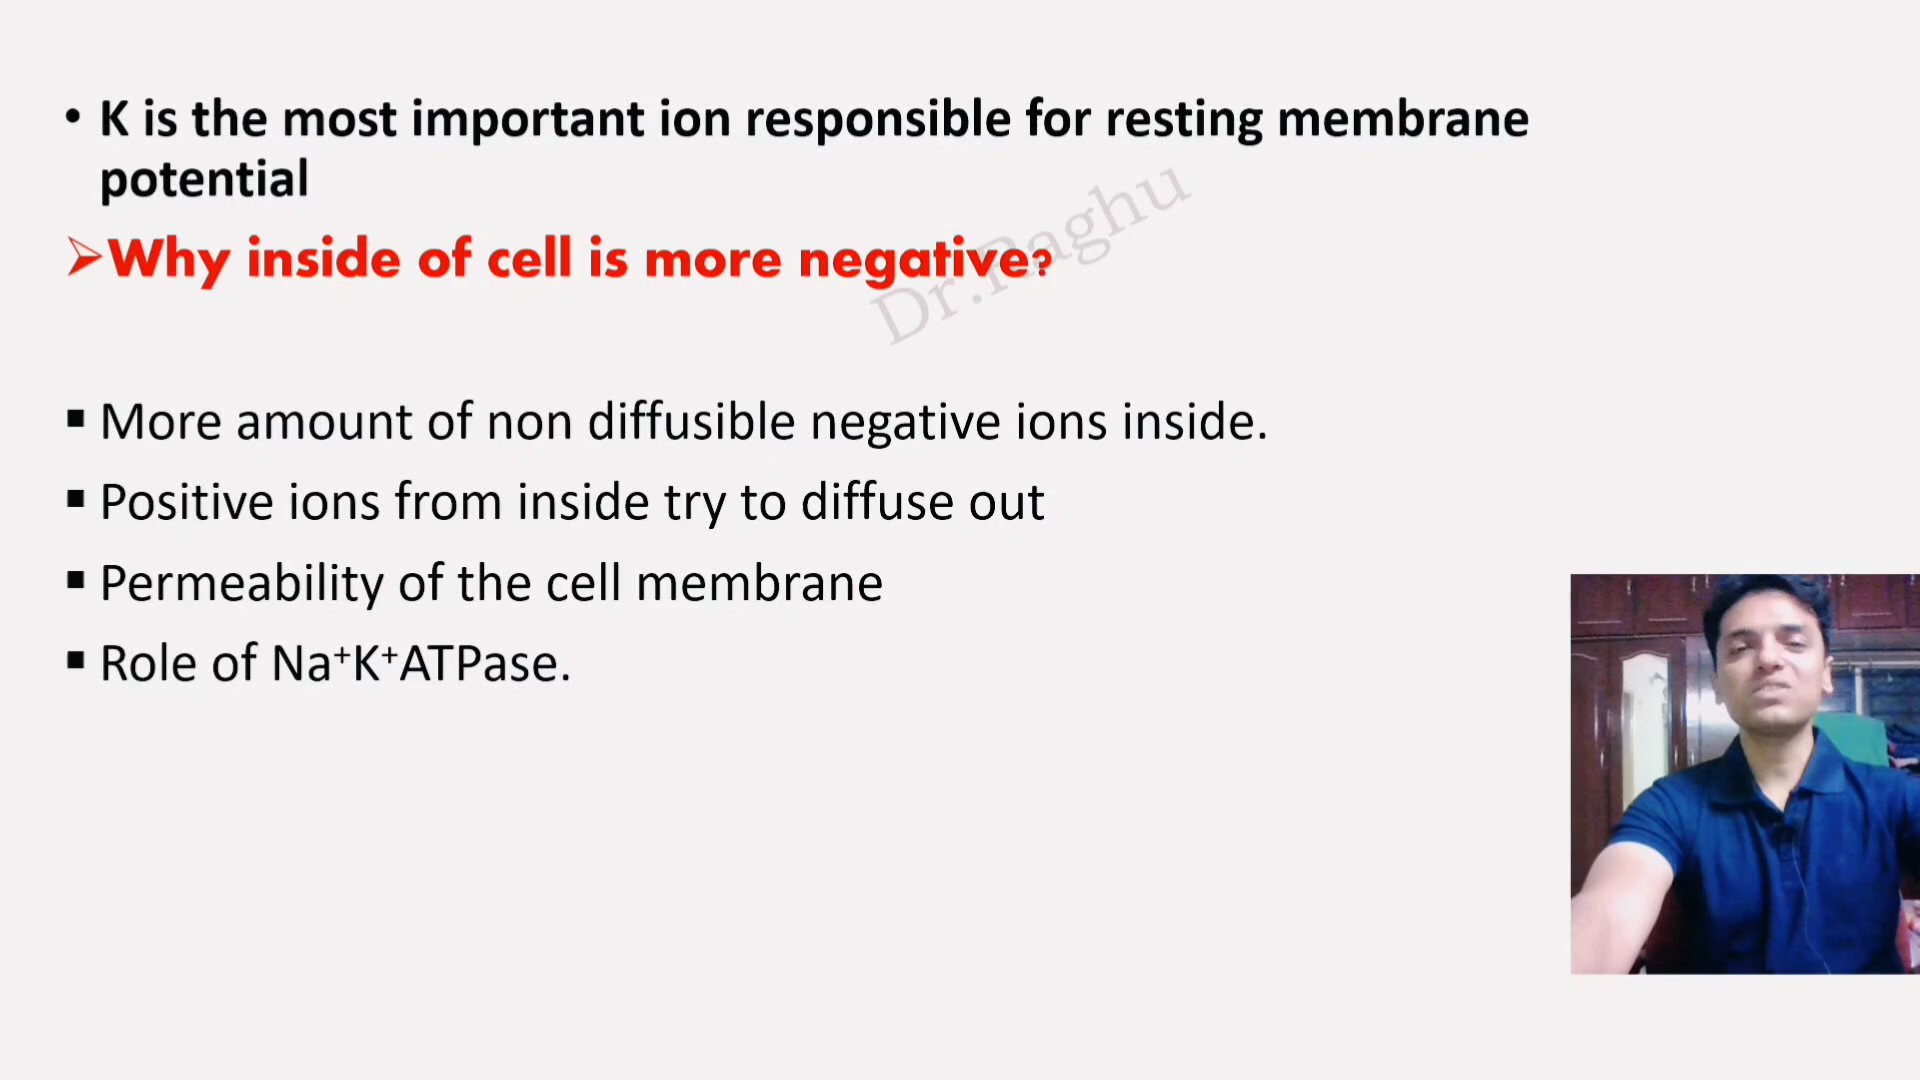 • K is the most important ion responsible for resting membrane
potential
➢Why inside of cell is more negative?
Dr.Raghu
▪ More amount of non diffusible negative ions inside.
▪ Positive ions from inside try to diffuse out
▪ Permeability of the cell membrane
▪ Role of Na⁺K⁺ATPase.